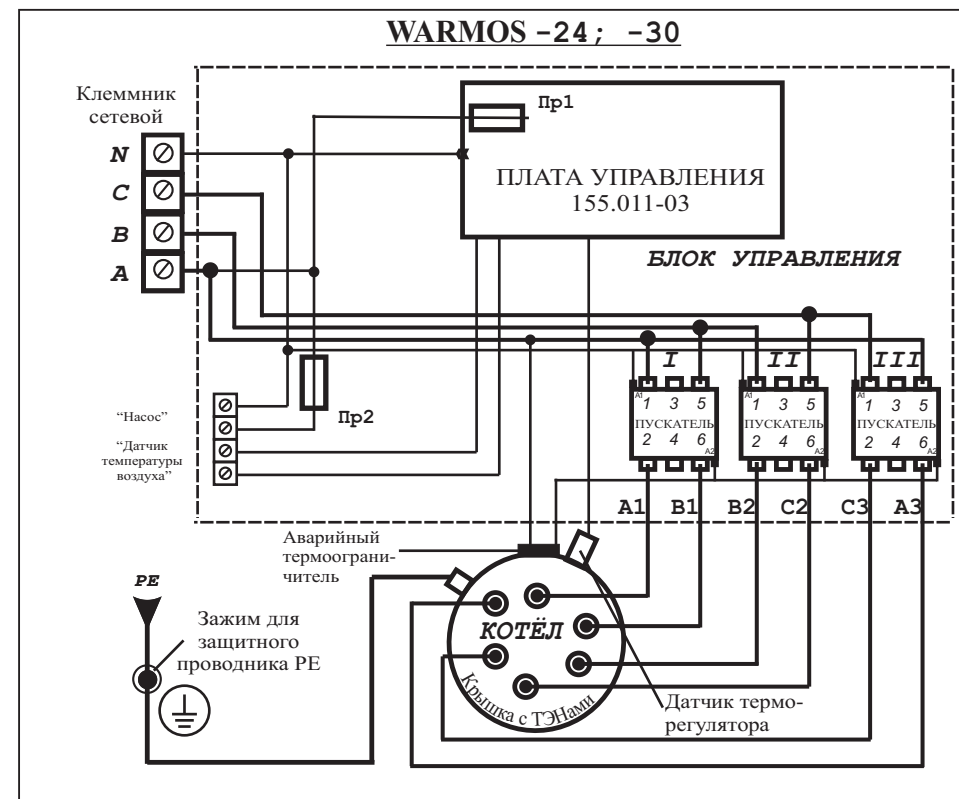 WARMOS -24; -30
Клеммник
сетевой
N
C
B
A
Пр1
ПЛАТА УПРАВЛЕНИЯ
155.011-03
БЛОК УПРАВЛЕНИЯ
Пр2
“Насос”
“Датчик
температуры
воздуха”
I
II
III
A1
1 3 5
ПУСКАТЕЛЬ
2 4 6
A2
A1
1 3 5
ПУСКАТЕЛЬ
2 4 6
A2
A1
1 3 5
ПУСКАТЕЛЬ
2 4 6
A2
A1
B1
B2
C2
C3
A3
Аварийный
термоограни-
читель
PE
Зажим для
защитного
проводника PE
КОТЁЛ
Крышка с ТЭНами
Датчик термо-
регулятора